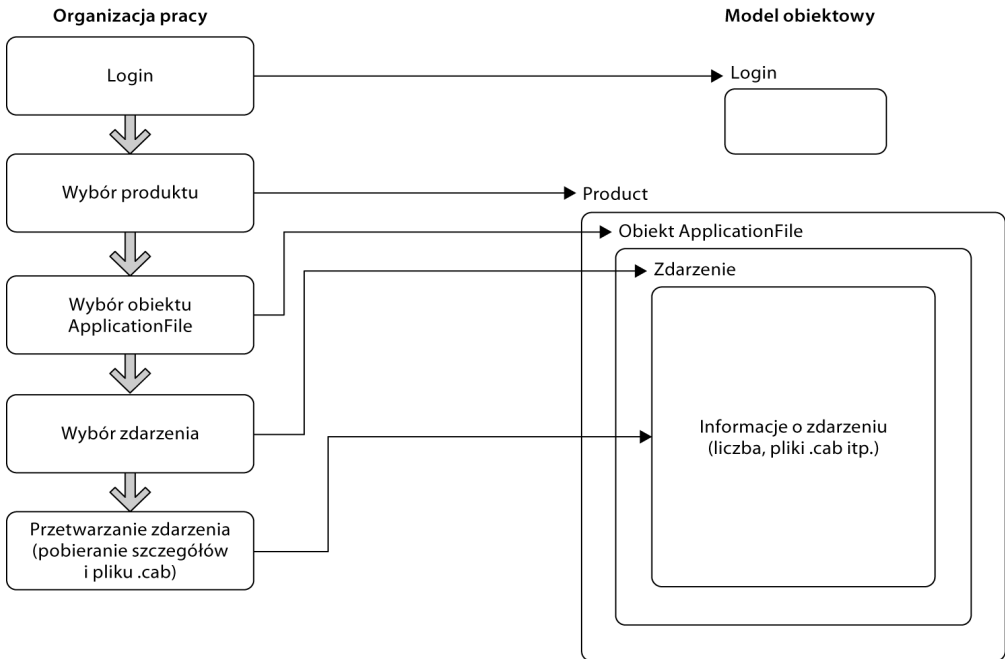 Organizacja pracy
Model obiektowy
Login
Login
Wybór produktu
Product
Obiekt ApplicationFile
Zdarzenie
Wybór obiektu
ApplicationFile
Wybór zdarzenia
Informacje o zdarzeniu
(liczba, pliki .cab itp.)
Przetwarzanie zdarzenia
(pobieranie szczegółów
i pliku .cab)